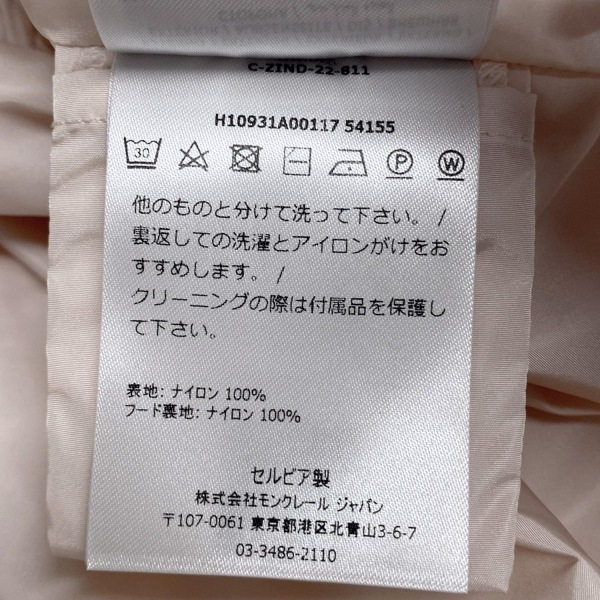 C-ZIND-22-811
H10931A00117 54155
30 P W
他のものと分けて洗って下さい。 /
裏返しての洗濯とアイロンがけをお
すすめします。 /
クリーニングの際は付属品を保護し
て下さい。
表地: ナイロン 100%
フード裏地: ナイロン 100%
セルビア製
株式会社モンクレール ジャパン
〒107-0061 東京都港区北青山3-6-7
03-3486-2110